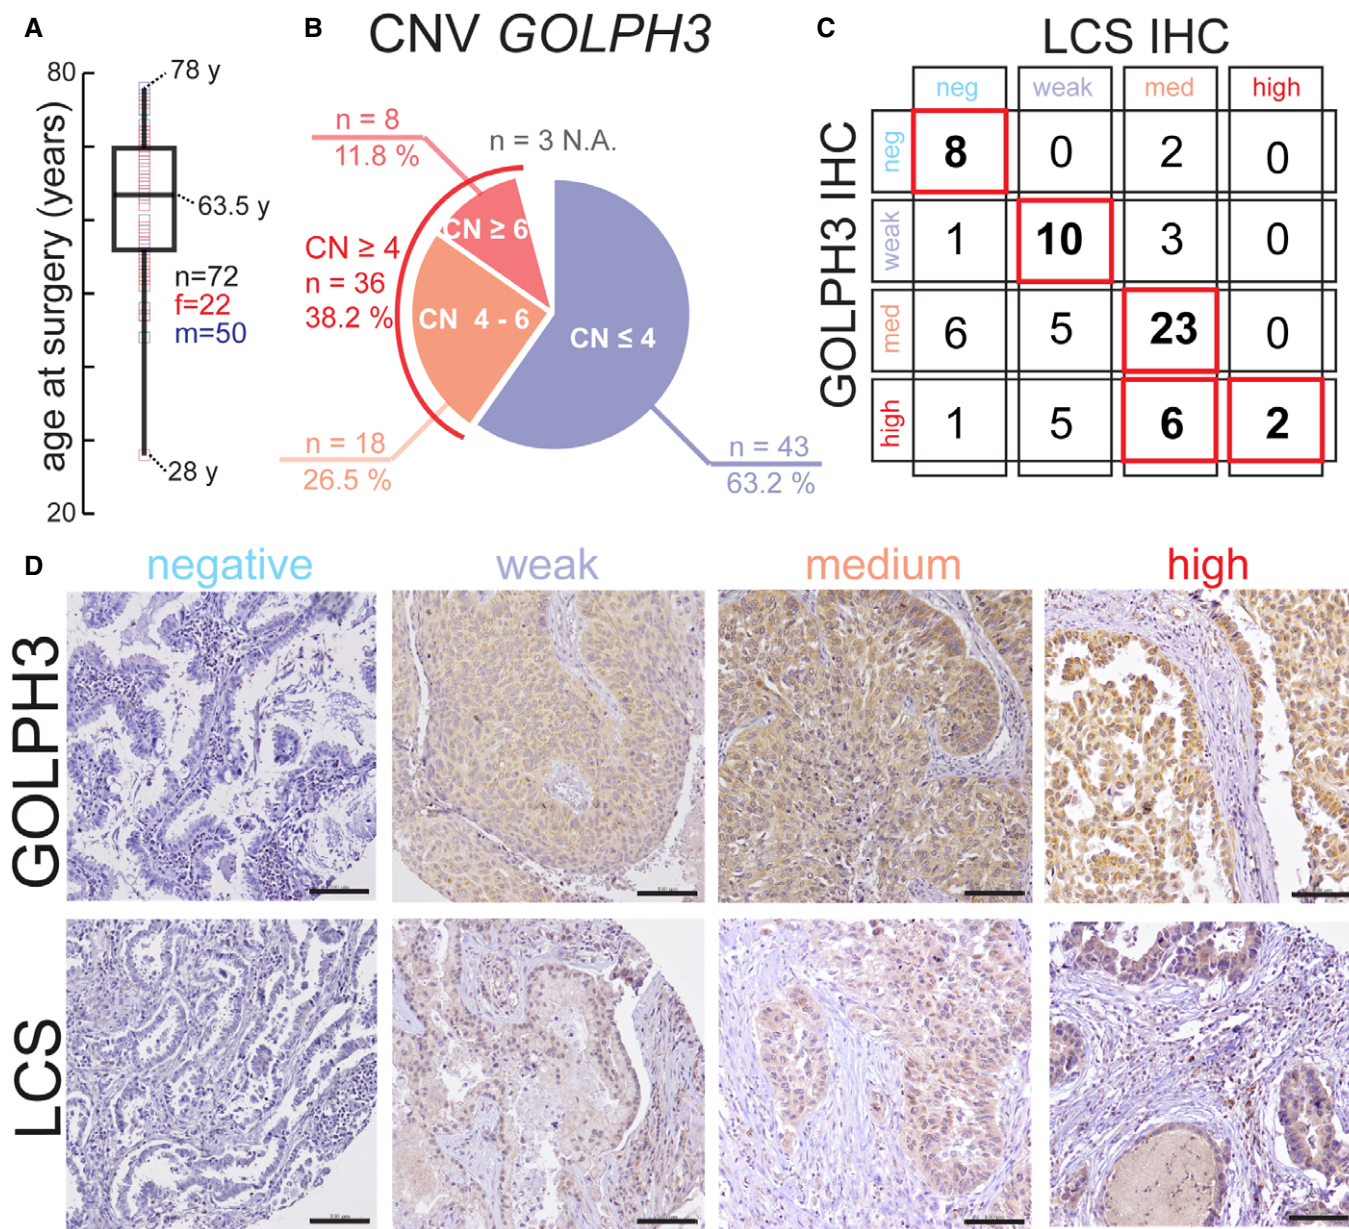 A
80
age at surgery (years)
20
78 y
63.5 y
n=72
f=22
m=50
28 y
B
CNV GOLPH3
n = 8
11.8 %
n = 3 N.A.
CN ≥ 4
n = 36
38.2 %
CN ≥ 6
CN 4 - 6
CN ≤ 4
n = 18
26.5 %
n = 43
63.2 %
C
LCS IHC
neg weak med high
GOLPH3 IHC
neg 8 0 2 0
weak 1 10 3 0
med 6 5 23 0
high 1 5 6 2
D
negative weak medium high
GOLPH3
LCS